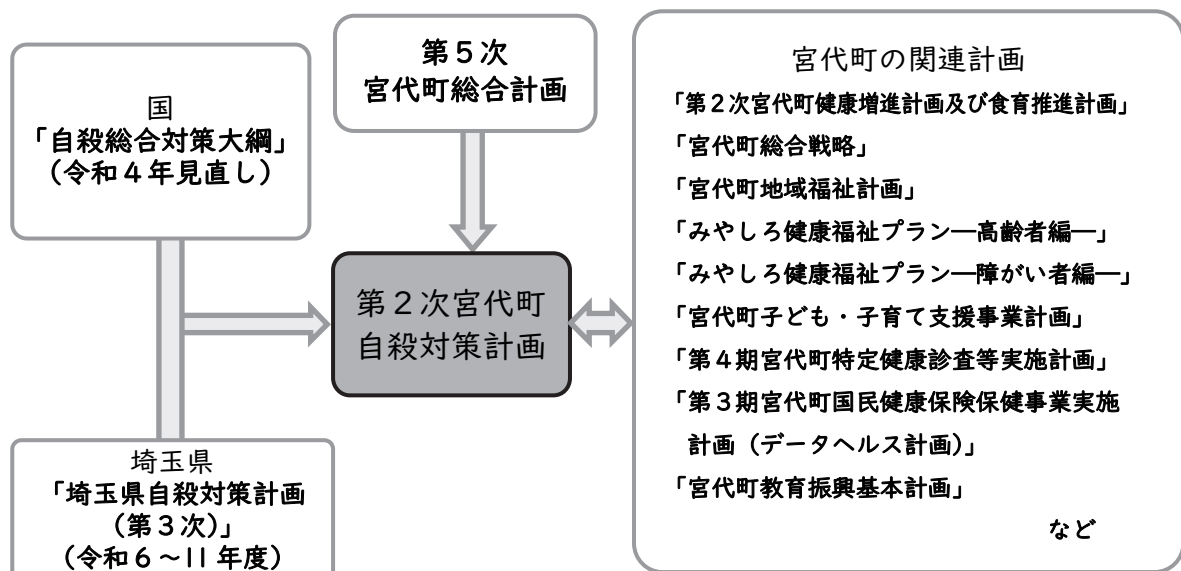 国
「自殺総合対策大綱」
（令和４年見直し）
第５次
宮代町総合計画
第２次宮代町
自殺対策計画
埼玉県
「埼玉県自殺対策計画
（第３次）」
（令和６～11年度）
宮代町の関連計画
「第２次宮代町健康増進計画及び食育推進計画」
「宮代町総合戦略」
「宮代町地域福祉計画」
「みやしろ健康福祉プラン―高齢者編―」
「みやしろ健康福祉プラン―障がい者編―」
「宮代町子ども・子育て支援事業計画」
「第４期宮代町特定健康診査等実施計画」
「第３期宮代町国民健康保険保健事業実施
計画（データヘルス計画）」
「宮代町教育振興基本計画」
など